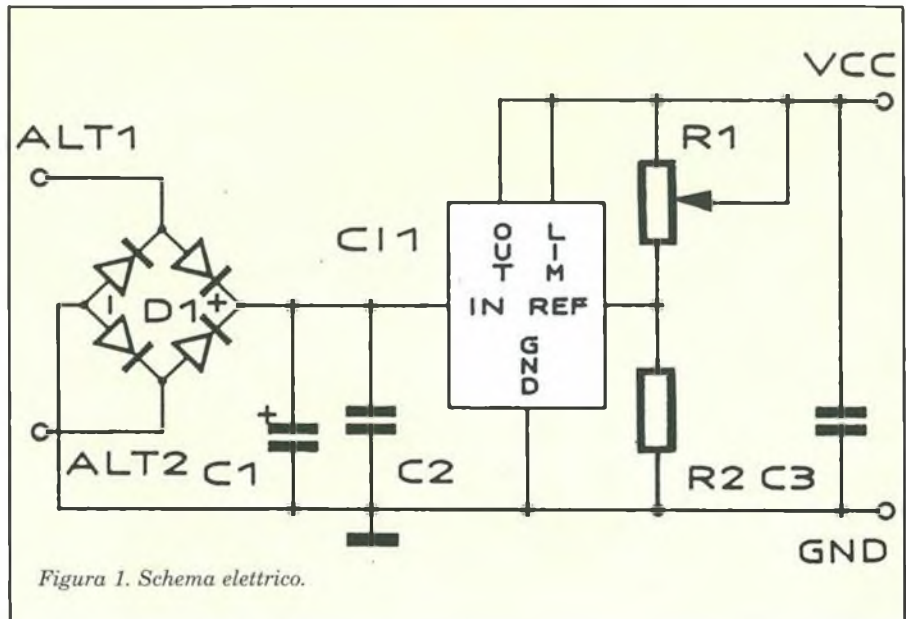 VCC
ALT1
R1
CI1
OUT
LIM
D1
IN
REF
GND
+
-
+
ALT2
C1
C2
R2
C3
GND
Figura 1. Schema elettrico.